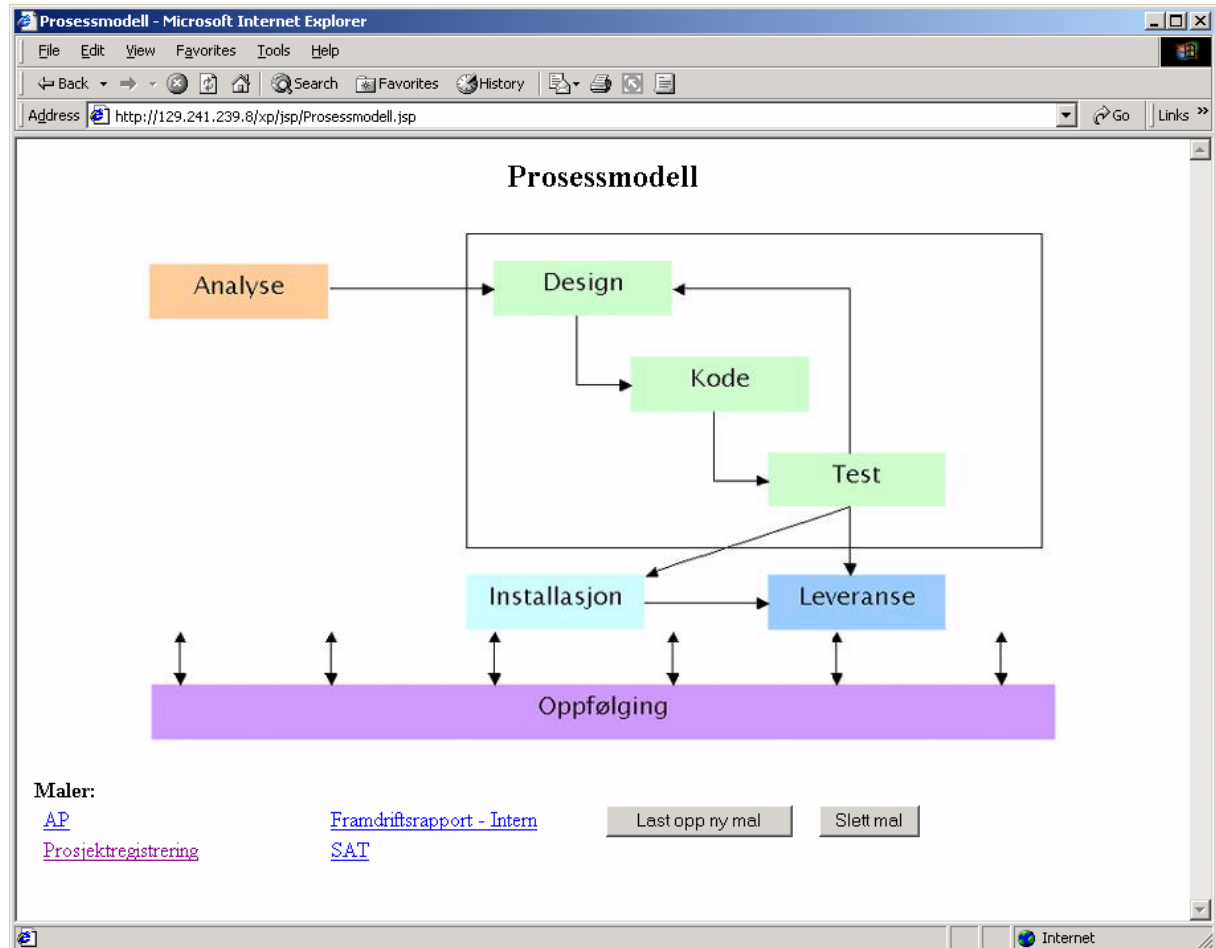 Prosessmodell - Microsoft Internet Explorer
File Edit View Favorites Tools Help
Back Search Favorites History
Address http://129.241.239.8/xp/jsp/Prosessmodell.jsp Go Links »
Prosessmodell
Analyse
Design
Kode
Test
Installasjon
Leveranse
Oppfølging
Maler:
AP Framdriftsrapport - Intern Last opp ny mal Slett mal
Prosjektregistrering SAT
Internet